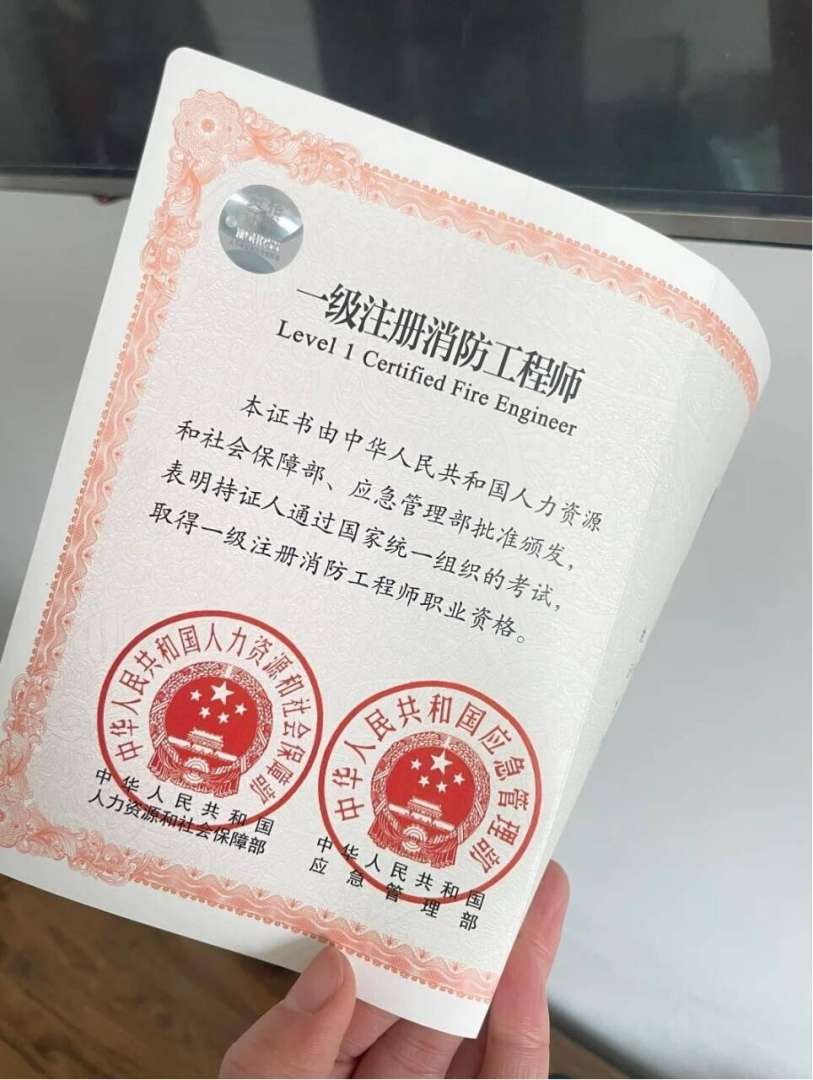 一级注册消防工程师
Level 1 Certified Fire Engineer
本证书由中华人民共和国人力资源
和社会保障部、应急管理部批准颁发,
表明持证人通过国家统一组织的考试,
取得一级注册消防工程师职业资格。
中华人民共和国人力资源和社会保障部
中华人民共和国
人力资源和社会保障部
中华人民共和国应急管理部
中华人民共和国
应急管理部